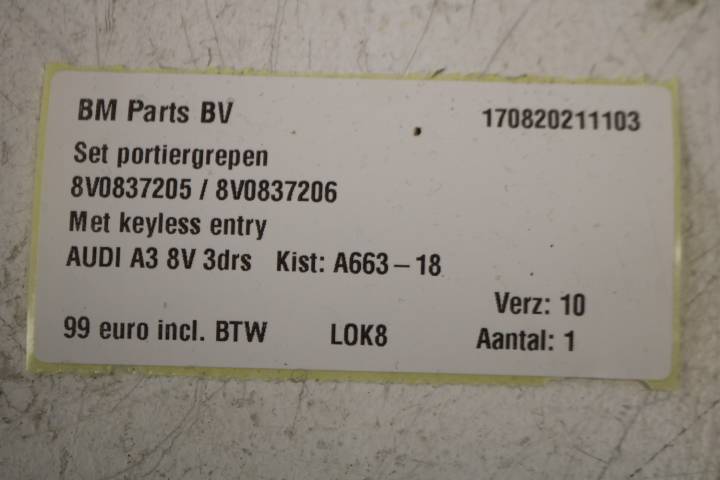 BM Parts BV 170820211103
Set portiergrepen
8V0837205 / 8V0837206
Met keyless entry
AUDI A3 8V 3drs Kist: A663-18
Verz: 10
99 euro incl. BTW LOK8 Aantal: 1